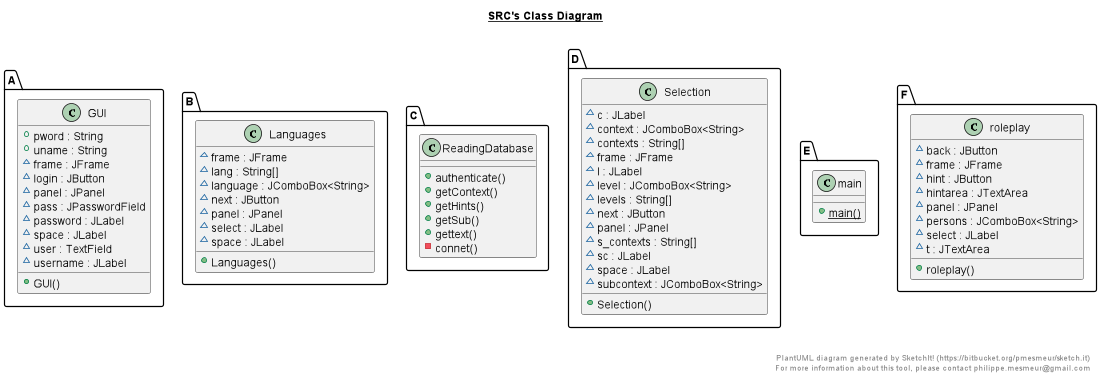 SRC's Class Diagram
A
C GUI
pword : String
uname : String
frame : JFrame
login : JButton
panel : JPanel
pass : JPasswordField
password : JLabel
space : JLabel
user : TextField
username : JLabel
GUI()
B
C Languages
frame : JFrame
lang : String[]
language : JComboBox<String>
next : JButton
panel : JPanel
select : JLabel
space : JLabel
Languages()
C
C ReadingDatabase
authenticate()
getContext()
getHints()
getSub()
gettext()
connet()
D
C Selection
c : JLabel
context : JComboBox<String>
contexts : String[]
frame : JFrame
l : JLabel
level : JComboBox<String>
levels : String[]
next : JButton
panel : JPanel
s_contexts : String[]
sc : JLabel
space : JLabel
subcontext : JComboBox<String>
Selection()
E
C main
main()
F
C roleplay
back : JButton
frame : JFrame
hint : JButton
hintarea : JTextArea
panel : JPanel
persons : JComboBox<String>
select : JLabel
t : JTextArea
roleplay()
PlantUML diagram generated by SketchIt! (https://bitbucket.org/pmesmeur/sketch.it)
For more information about this tool, please contact philippe.mesmeur@gmail.com